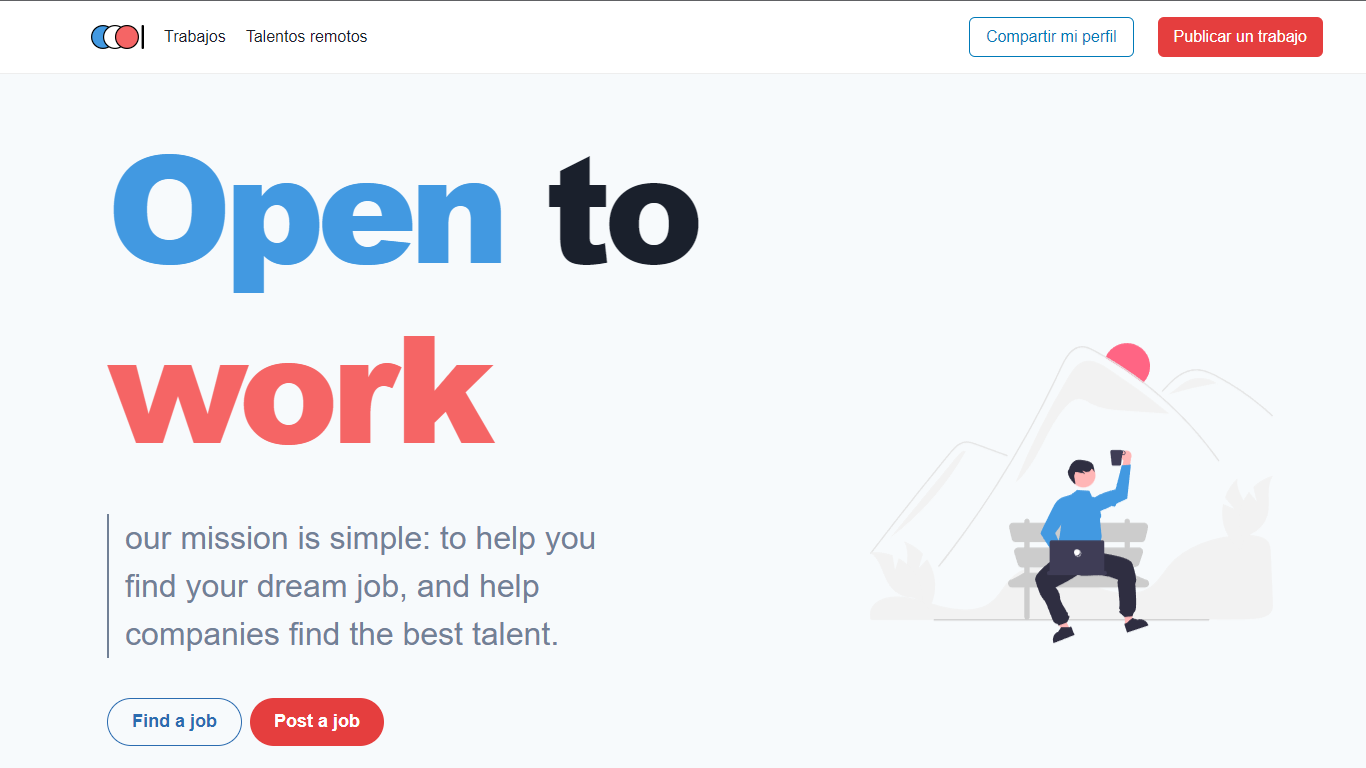 Trabajos
Talentos remotos
Compartir mi perfil
Publicar un trabajo
Open to
work
our mission is simple: to help you
find your dream job, and help
companies find the best talent.
Find a job
Post a job